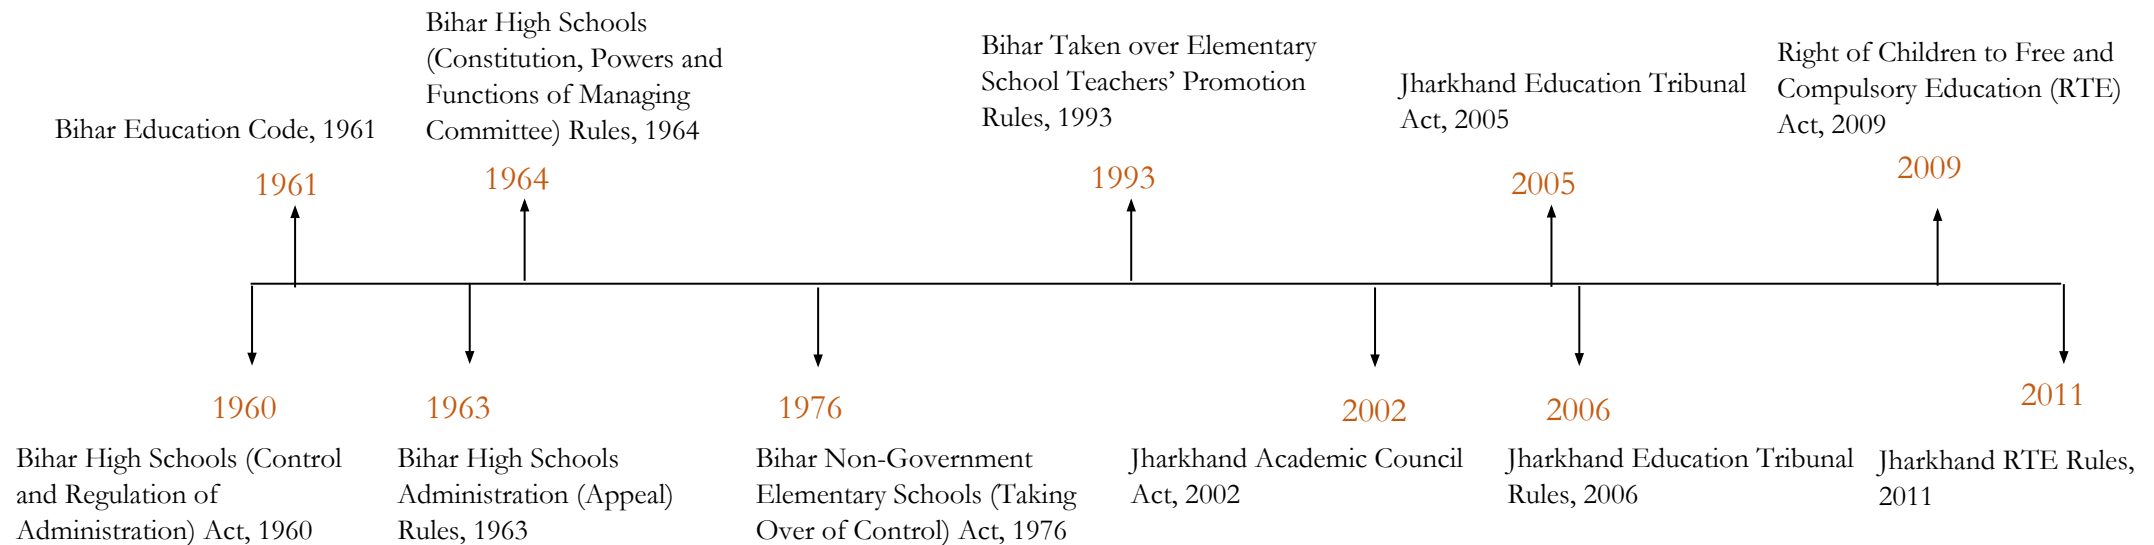 Bihar Education Code, 1961
1961
Bihar High Schools
(Constitution, Powers and
Functions of Managing
Committee) Rules, 1964
1964
Bihar Taken over Elementary
School Teachers’ Promotion
Rules, 1993
1993
Jharkhand Education Tribunal
Act, 2005
2005
Right of Children to Free and
Compulsory Education (RTE)
Act, 2009
2009
1960
Bihar High Schools (Control
and Regulation of
Administration) Act, 1960
1963
Bihar High Schools
Administration (Appeal)
Rules, 1963
1976
Bihar Non-Government
Elementary Schools (Taking
Over of Control) Act, 1976
2002
Jharkhand Academic Council
Act, 2002
2006
Jharkhand Education Tribunal
Rules, 2006
2011
Jharkhand RTE Rules,
2011